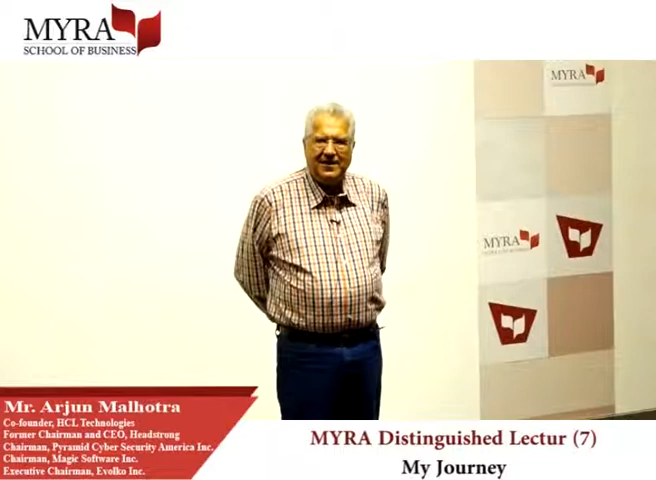 MYRA
SCHOOL OF BUSINESS
MYRA
MYRA
Mr. Arjun Malhotra
Co-founder, HCL Technologies
Former Chairman and CEO, Headstrong
Chairman, Pyramid Cyber Security America Inc.
Chairman, Magic Software Inc.
Executive Chairman, Evolko Inc.
MYRA Distinguished Lectur (7)
My Journey